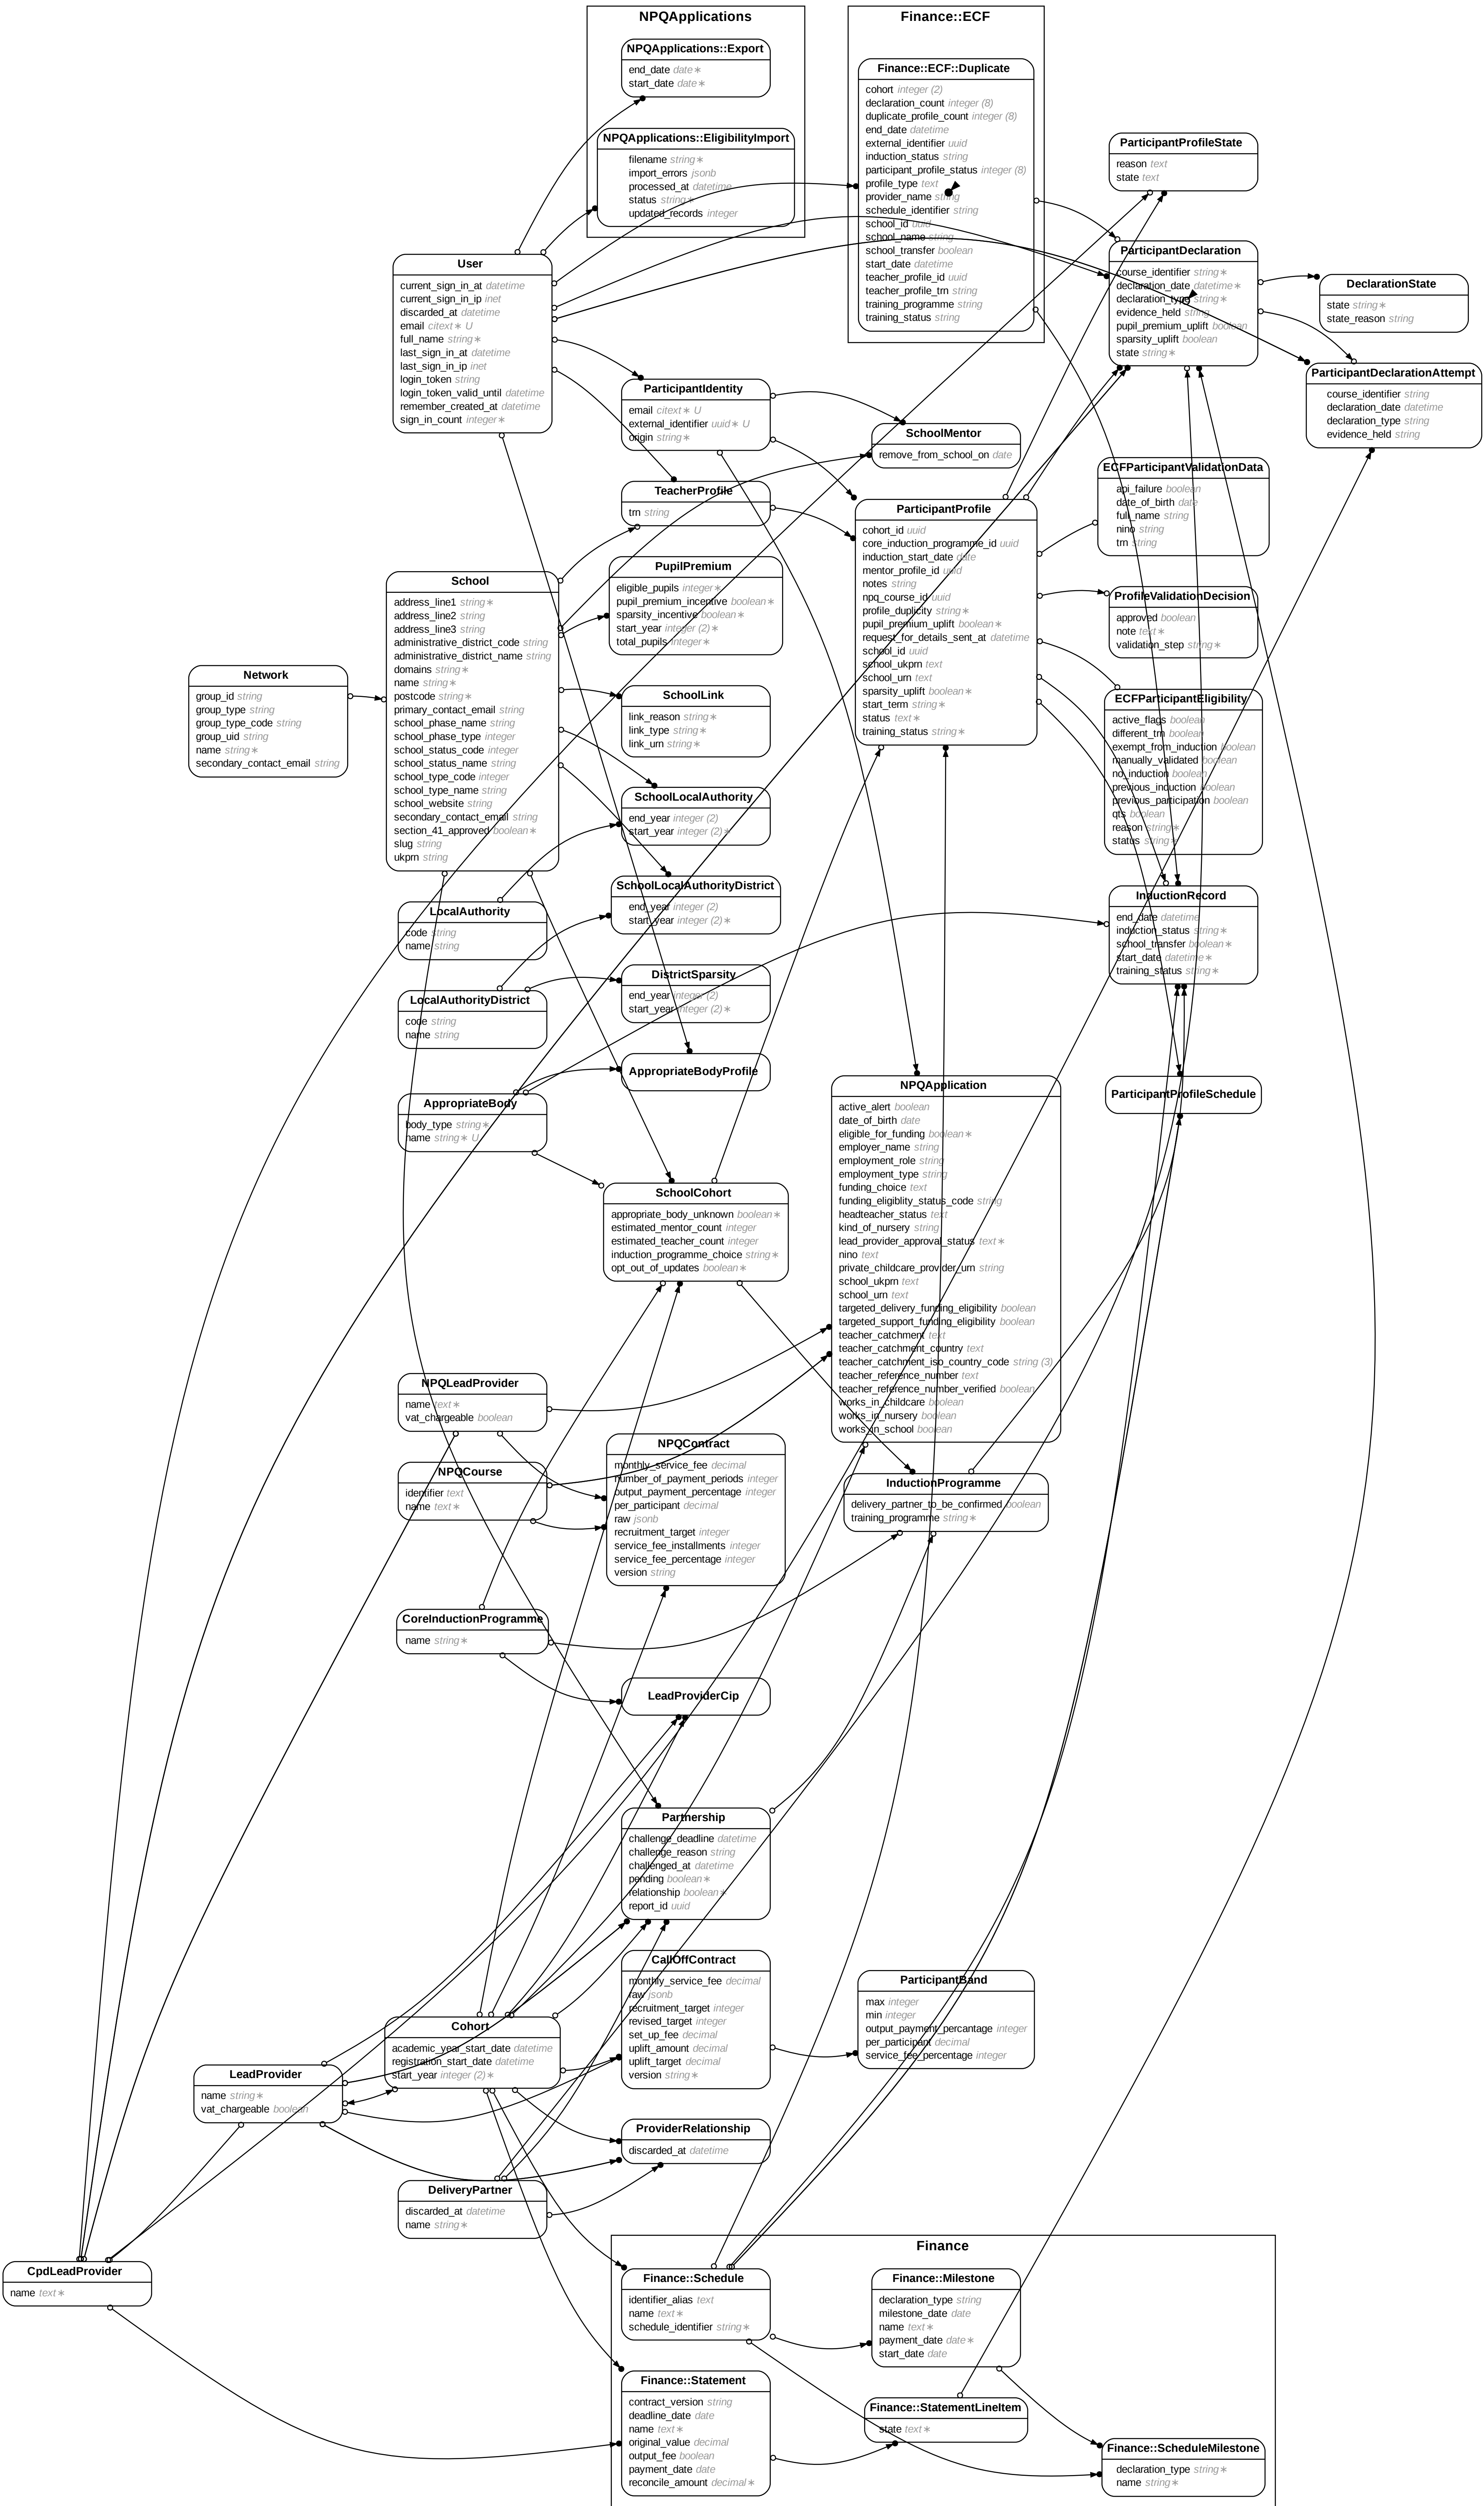 NPQApplications
NPQApplications::Export
end_date date∗
start_date date∗
NPQApplications::EligibilityImport
filename string∗
import_errors jsonb
processed_at datetime
status string∗
updated_records integer
Finance::ECF
Finance::ECF::Duplicate
cohort integer (2)
declaration_count integer (8)
duplicate_profile_count integer (8)
end_date datetime
external_identifier uuid
induction_status string
participant_profile_status integer (8)
profile_type text
provider_name string
schedule_identifier string
school_id uuid
school_name string
school_transfer boolean
start_date datetime
teacher_profile_id uuid
teacher_profile_trn string
training_programme string
training_status string
ParticipantProfileState
reason text
state text
ParticipantDeclaration
course_identifier string∗
declaration_date datetime∗
declaration_type string∗
evidence_held string
pupil_premium_uplift boolean
sparsity_uplift boolean
state string∗
DeclarationState
state string∗
state_reason string
ParticipantDeclarationAttempt
course_identifier string
declaration_date datetime
declaration_type string
evidence_held string
User
current_sign_in_at datetime
current_sign_in_ip inet
discarded_at datetime
email citext∗ U
full_name string∗
last_sign_in_at datetime
last_sign_in_ip inet
login_token string
login_token_valid_until datetime
remember_created_at datetime
sign_in_count integer∗
ParticipantIdentity
email citext∗ U
external_identifier uuid∗ U
origin string∗
SchoolMentor
remove_from_school_on date
ECFParticipantValidationData
api_failure boolean
date_of_birth date
full_name string
nino string
trn string
TeacherProfile
trn string
ParticipantProfile
cohort_id uuid
core_induction_programme_id uuid
induction_start_date date
mentor_profile_id uuid
notes string
npq_course_id uuid
profile_duplicity string∗
pupil_premium_uplift boolean∗
request_for_details_sent_at datetime
school_id uuid
school_ukprn text
school_urn text
sparsity_uplift boolean∗
start_term string∗
status text∗
training_status string∗
PupilPremium
eligible_pupils integer∗
pupil_premium_incentive boolean∗
sparsity_incentive boolean∗
start_year integer (2)∗
total_pupils integer∗
ProfileValidationDecision
approved boolean
note text∗
validation_step string∗
School
address_line1 string∗
address_line2 string
address_line3 string
administrative_district_code string
administrative_district_name string
domains string∗
name string∗
postcode string∗
primary_contact_email string
school_phase_name string
school_phase_type integer
school_status_code integer
school_status_name string
school_type_code integer
school_type_name string
school_website string
secondary_contact_email string
section_41_approved boolean∗
slug string
ukprn string
Network
group_id string
group_type string
group_type_code string
group_uid string
name string∗
secondary_contact_email string
SchoolLink
link_reason string∗
link_type string∗
link_urn string∗
ECFParticipantEligibility
active_flags boolean
different_trn boolean
exempt_from_induction boolean
manually_validated boolean
no_induction boolean
previous_induction boolean
previous_participation boolean
qts boolean
reason string∗
status string∗
SchoolLocalAuthority
end_year integer (2)
start_year integer (2)∗
SchoolLocalAuthorityDistrict
end_year integer (2)
start_year integer (2)∗
LocalAuthority
code string
name string
InductionRecord
end_date datetime
induction_status string∗
school_transfer boolean∗
start_date datetime∗
training_status string∗
DistrictSparsity
end_year integer (2)
start_year integer (2)∗
LocalAuthorityDistrict
code string
name string
AppropriateBodyProfile
AppropriateBody
body_type string∗
name string∗ U
NPQApplication
active_alert boolean
date_of_birth date
eligible_for_funding boolean∗
employer_name string
employment_role string
employment_type string
funding_choice text
funding_eligiblity_status_code string
headteacher_status text
kind_of_nursery string
lead_provider_approval_status text∗
nino text
private_childcare_provider_urn string
school_ukprn text
school_urn text
targeted_delivery_funding_eligibility boolean
targeted_support_funding_eligibility boolean
teacher_catchment text
teacher_catchment_country text
teacher_catchment_iso_country_code string (3)
teacher_reference_number text
teacher_reference_number_verified boolean
works_in_childcare boolean
works_in_nursery boolean
works_in_school boolean
ParticipantProfileSchedule
SchoolCohort
appropriate_body_unknown boolean∗
estimated_mentor_count integer
estimated_teacher_count integer
induction_programme_choice string∗
opt_out_of_updates boolean∗
NPQLeadProvider
name text∗
vat_chargeable boolean
NPQContract
monthly_service_fee decimal
number_of_payment_periods integer
output_payment_percentage integer
per_participant decimal
raw jsonb
recruitment_target integer
service_fee_installments integer
service_fee_percentage integer
version string
NPQCourse
identifier text
name text∗
InductionProgramme
delivery_partner_to_be_confirmed boolean
training_programme string∗
CoreInductionProgramme
name string∗
LeadProviderCip
Partnership
challenge_deadline datetime
challenge_reason string
challenged_at datetime
pending boolean∗
relationship boolean∗
report_id uuid
CallOffContract
monthly_service_fee decimal
raw jsonb
recruitment_target integer
revised_target integer
set_up_fee decimal
uplift_amount decimal
uplift_target decimal
version string∗
ParticipantBand
max integer
min integer
output_payment_percantage integer
per_participant decimal
service_fee_percentage integer
Cohort
academic_year_start_date datetime
registration_start_date datetime
start_year integer (2)∗
LeadProvider
name string∗
vat_chargeable boolean
ProviderRelationship
discarded_at datetime
DeliveryPartner
discarded_at datetime
name string∗
CpdLeadProvider
name text∗
Finance
Finance::Schedule
identifier_alias text
name text∗
schedule_identifier string∗
Finance::Milestone
declaration_type string
milestone_date date
name text∗
payment_date date∗
start_date date
Finance::Statement
contract_version string
deadline_date date
name text∗
original_value decimal
output_fee boolean
payment_date date
reconcile_amount decimal∗
Finance::StatementLineItem
state text∗
Finance::ScheduleMilestone
declaration_type string∗
name string∗